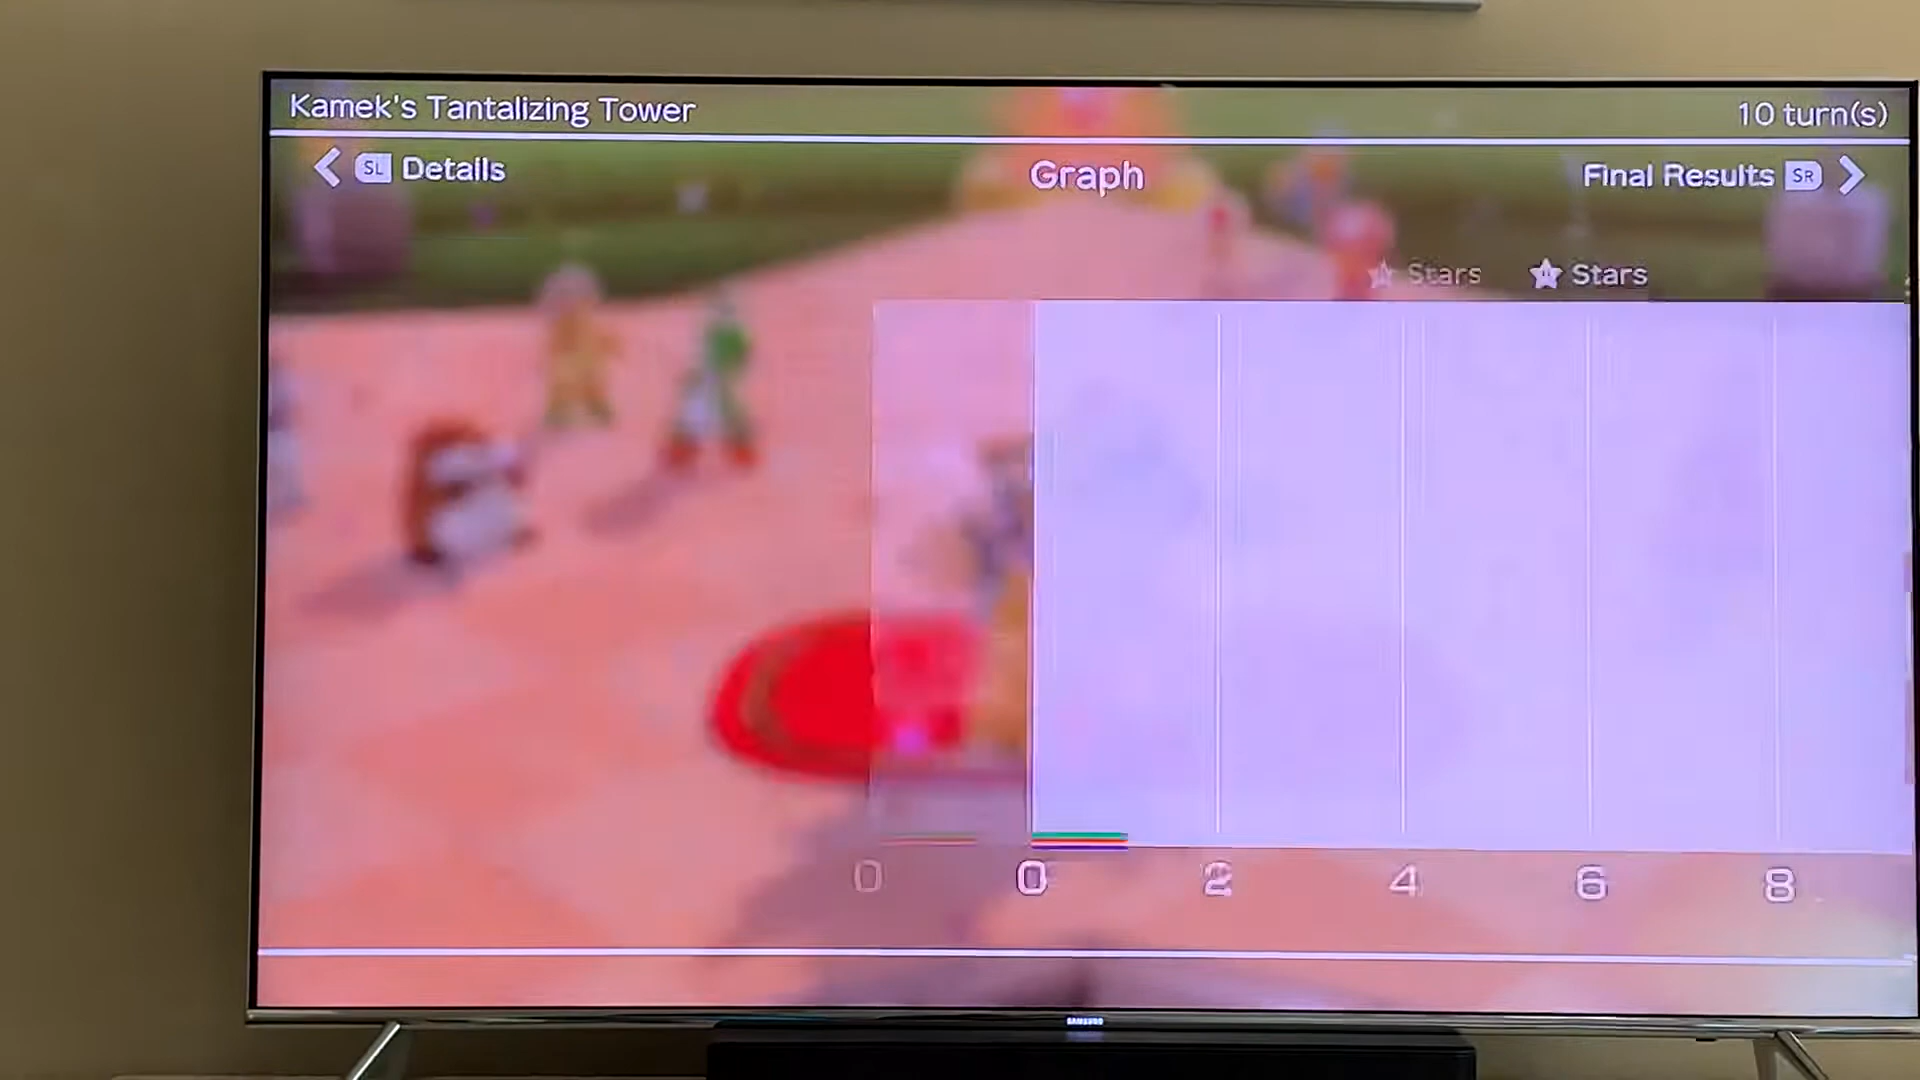 Kamek's Tantalizing Tower
10 turn(s)
SL Details
Graph
Final Results SR
Stars
Stars
0 0 2 4 6 8
SAMSUNG